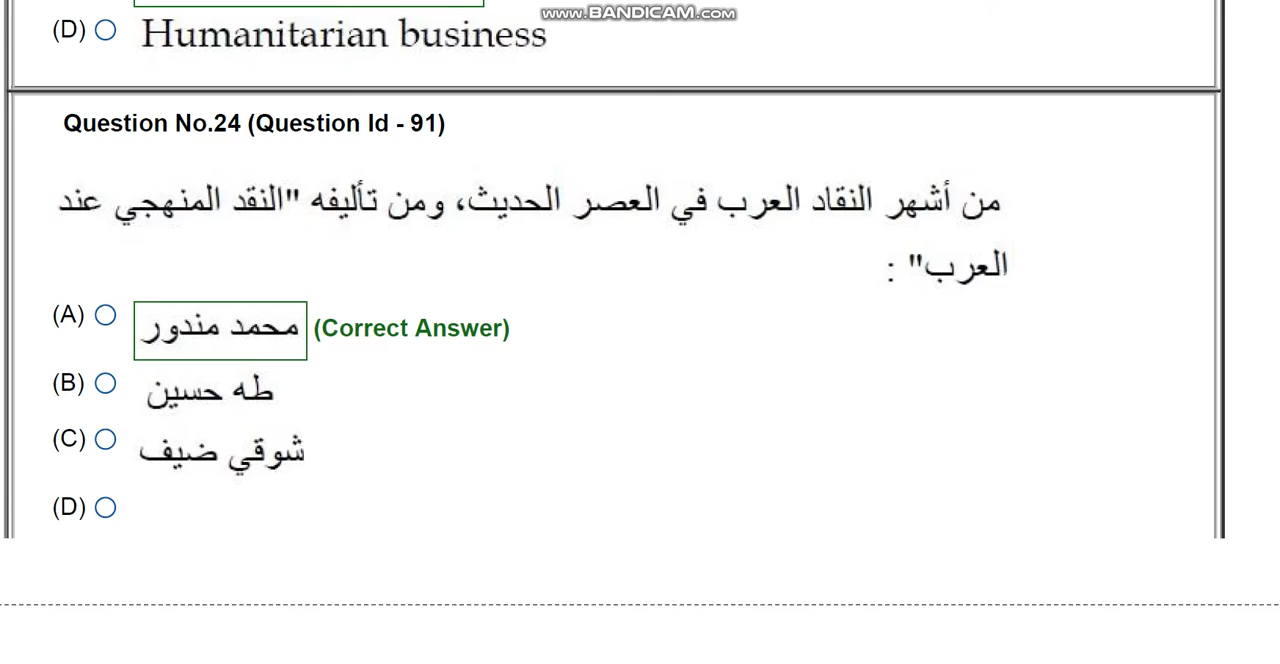 www.BANDICAM.com
(D) Humanitarian business
Question No.24 (Question Id - 91)
من أشهر النقاد العرب في العصر الحديث، ومن تأليفه "النقد المنهجي عند
العرب" :
(A) محمد مندور (Correct Answer)
(B) طه حسين
(C) شوقي ضيف
(D)